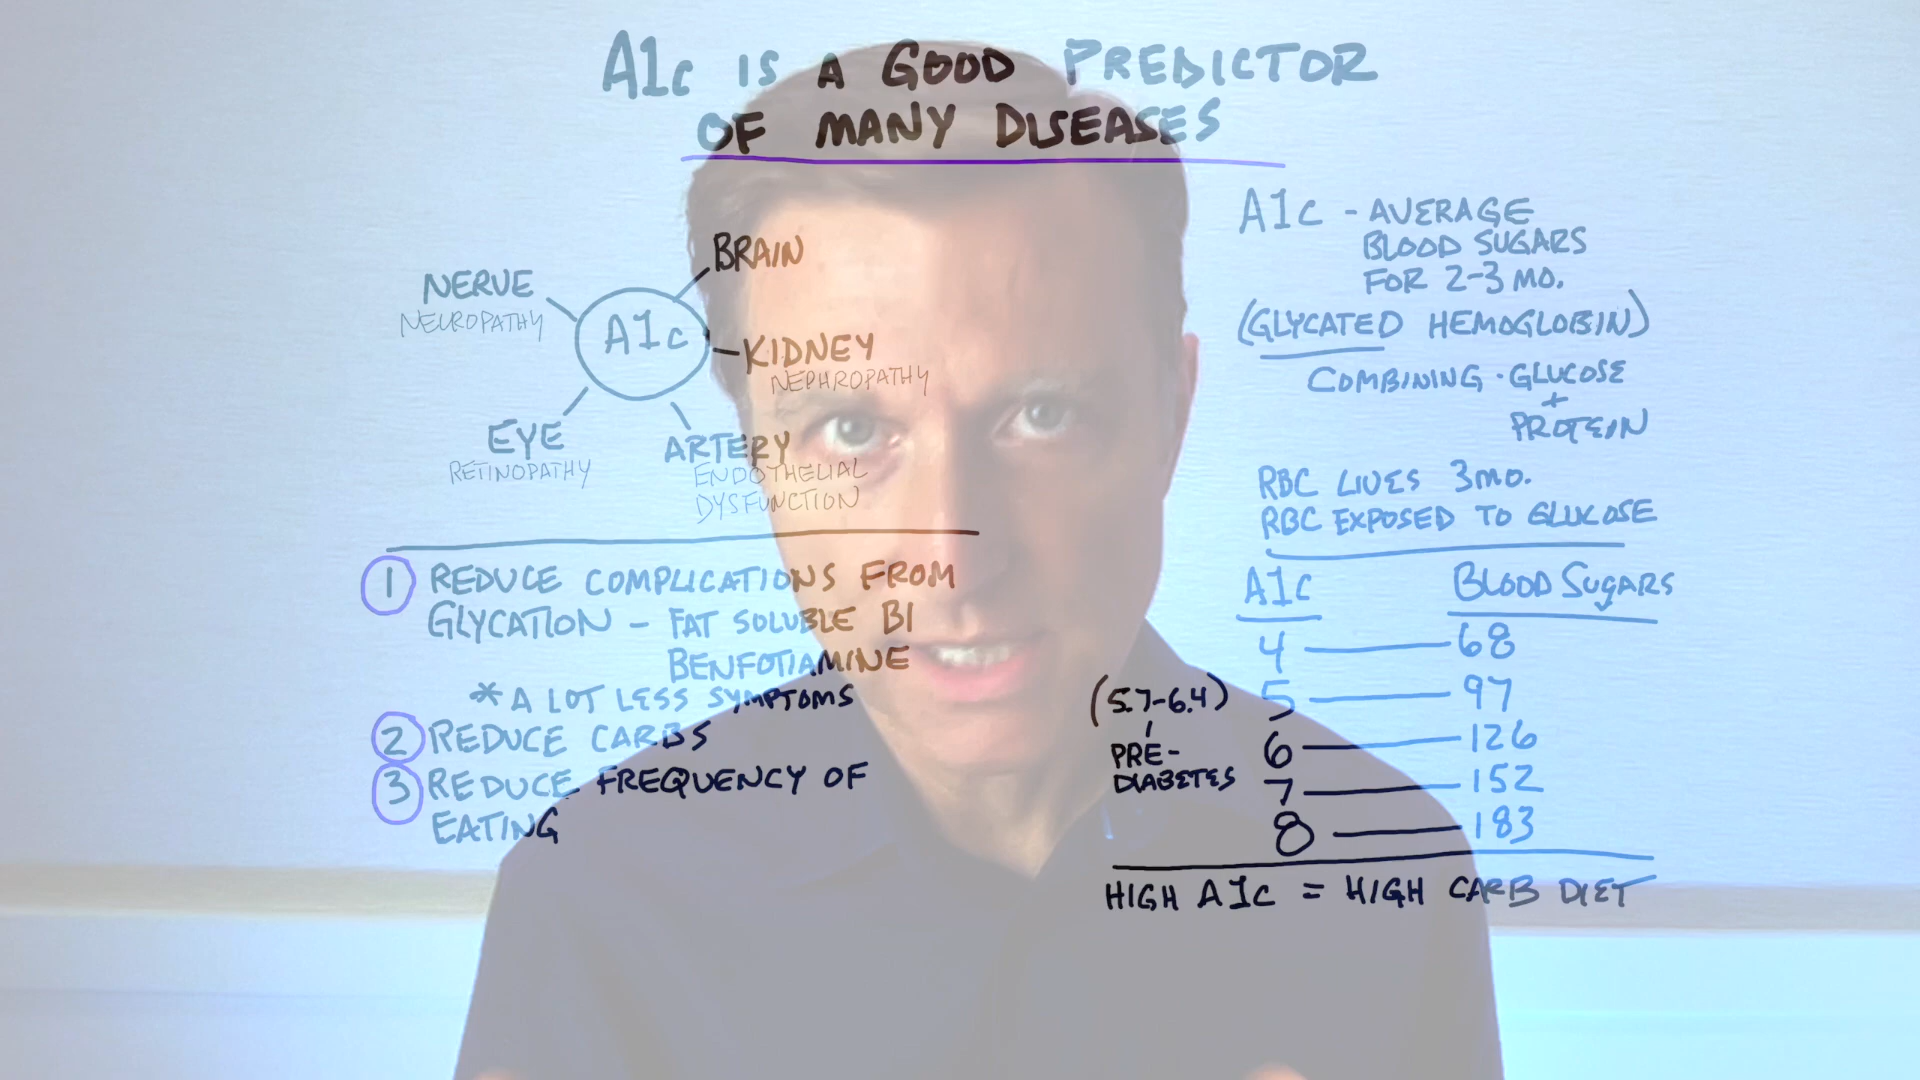 A1c IS A GOOD PREDICTOR
OF MANY DISEASES
BRAIN
NERVE
NEUROPATHY
A1c
KIDNEY
NEPHROPATHY
EYE
RETINOPATHY
ARTERY
ENDOTHELIAL
DYSFUNCTION
1 REDUCE COMPLICATIONS FROM
GLYCATION - FAT SOLUBLE B1
BENFOTIAMINE
* A LOT LESS SYMPTOMS
2 REDUCE CARBS
3 REDUCE FREQUENCY OF
EATING
A1c - AVERAGE
BLOOD SUGARS
FOR 2-3 MO.
(GLYCATED HEMOGLOBIN)
COMBINING · GLUCOSE
+
PROTEIN
RBC LIVES 3 MO.
RBC EXPOSED TO GLUCOSE
A1c BLOOD SUGARS
4 — 68
5 — 97
(5.7-6.4)
6 — 126
PRE-
DIABETES
7 — 152
8 — 183
HIGH A1c = HIGH CARB DIET